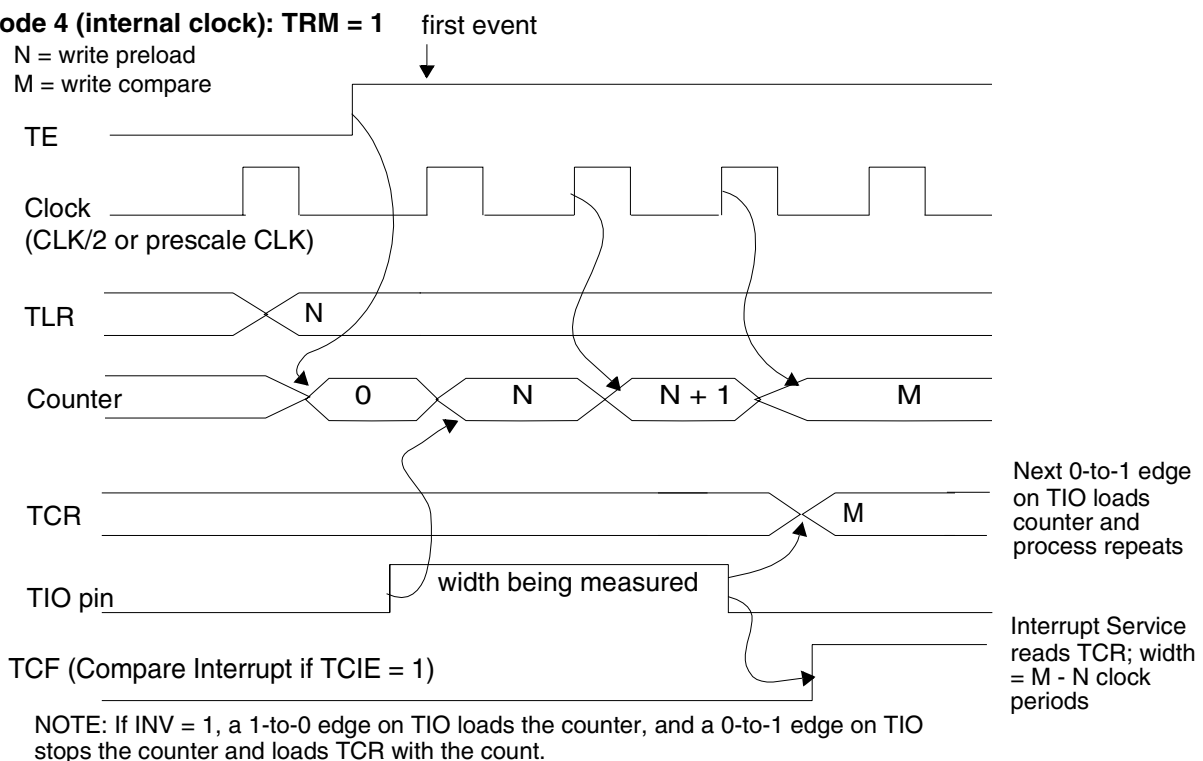 ode 4 (internal clock): TRM = 1
first event
N = write preload
M = write compare
TE
Clock
(CLK/2 or prescale CLK)
TLR
N
Counter
0
N
N + 1
M
TCR
M
Next 0-to-1 edge
on TIO loads
counter and
process repeats
TIO pin
width being measured
TCF (Compare Interrupt if TCIE = 1)
Interrupt Service
reads TCR; width
= M - N clock
periods
NOTE: If INV = 1, a 1-to-0 edge on TIO loads the counter, and a 0-to-1 edge on TIO
stops the counter and loads TCR with the count.